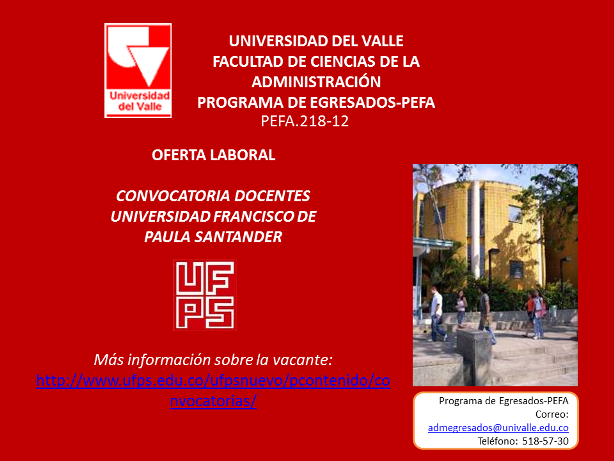 Universidad
del Valle
UNIVERSIDAD DEL VALLE
FACULTAD DE CIENCIAS DE LA
ADMINISTRACIÓN
PROGRAMA DE EGRESADOS-PEFA
PEFA.218-12
OFERTA LABORAL
CONVOCATORIA DOCENTES
UNIVERSIDAD FRANCISCO DE
PAULA SANTANDER
UF
PS
Más información sobre la vacante:
http://www.ufps.edu.co/ufpsnuevo/pcontenido/co
nvocatorias/
Programa de Egresados-PEFA
Correo:
admegresados@univalle.edu.co
Teléfono: 518-57-30